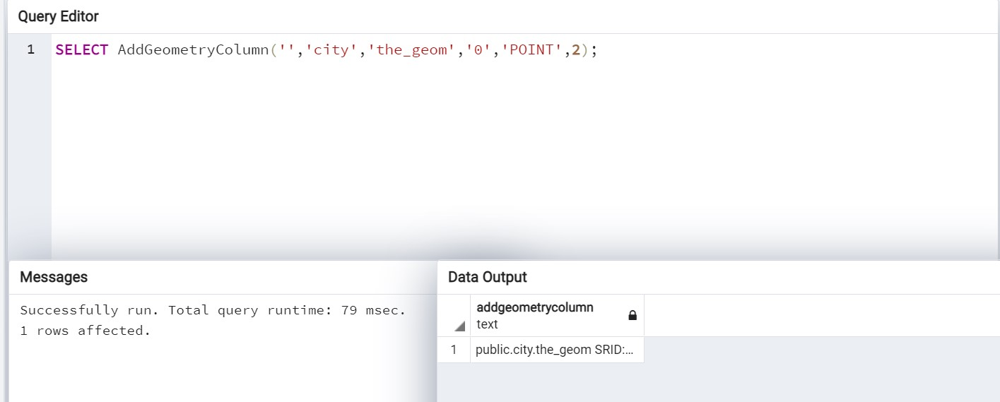 Query Editor
1 SELECT AddGeometryColumn('','city','the_geom','0','POINT',2);
Messages
Successfully run. Total query runtime: 79 msec.
1 rows affected.
Data Output
addgeometrycolumn
text
1 public.city.the_geom SRID:...